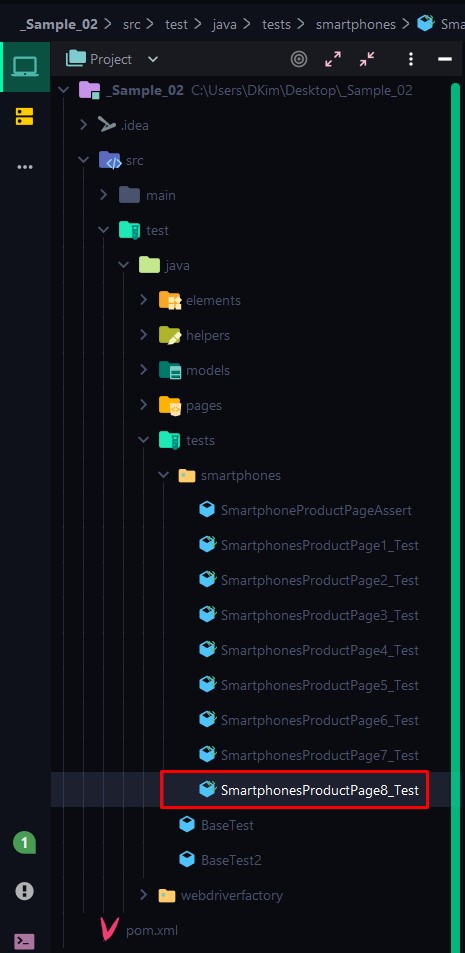 _Sample_02 > src > test > java > tests > smartphones > Sma
Project
_Sample_02 C:\Users\DKim\Desktop\_Sample_02
.idea
src
main
test
java
elements
helpers
models
pages
tests
smartphones
SmartphoneProductPageAssert
SmartphonesProductPage1_Test
SmartphonesProductPage2_Test
SmartphonesProductPage3_Test
SmartphonesProductPage4_Test
SmartphonesProductPage5_Test
SmartphonesProductPage6_Test
SmartphonesProductPage7_Test
SmartphonesProductPage8_Test
BaseTest
1
BaseTest2
webdriverfactory
pom.xml